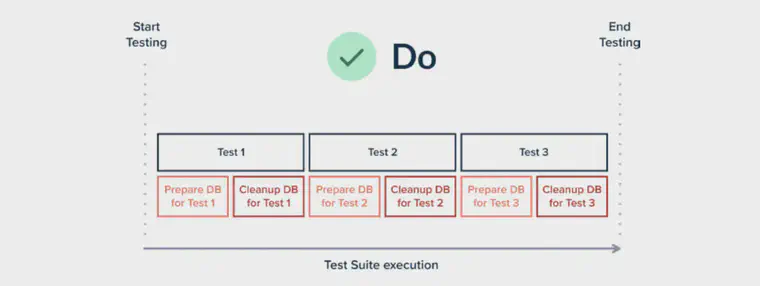 Start
Testing
Do
End
Testing
Test 1
Test 2
Test 3
Prepare DB
for Test 1
Cleanup DB
for Test 1
Prepare DB
for Test 2
Cleanup DB
for Test 2
Prepare DB
for Test 3
Cleanup DB
for Test 3
Test Suite execution